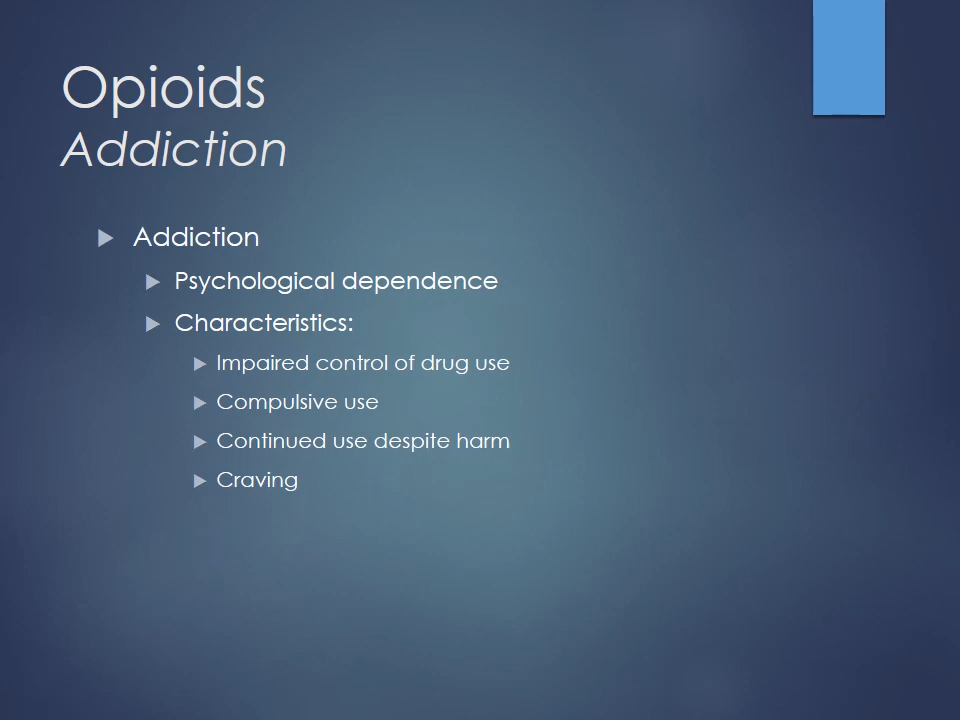 Opioids
Addiction
Addiction
Psychological dependence
Characteristics:
Impaired control of drug use
Compulsive use
Continued use despite harm
Craving